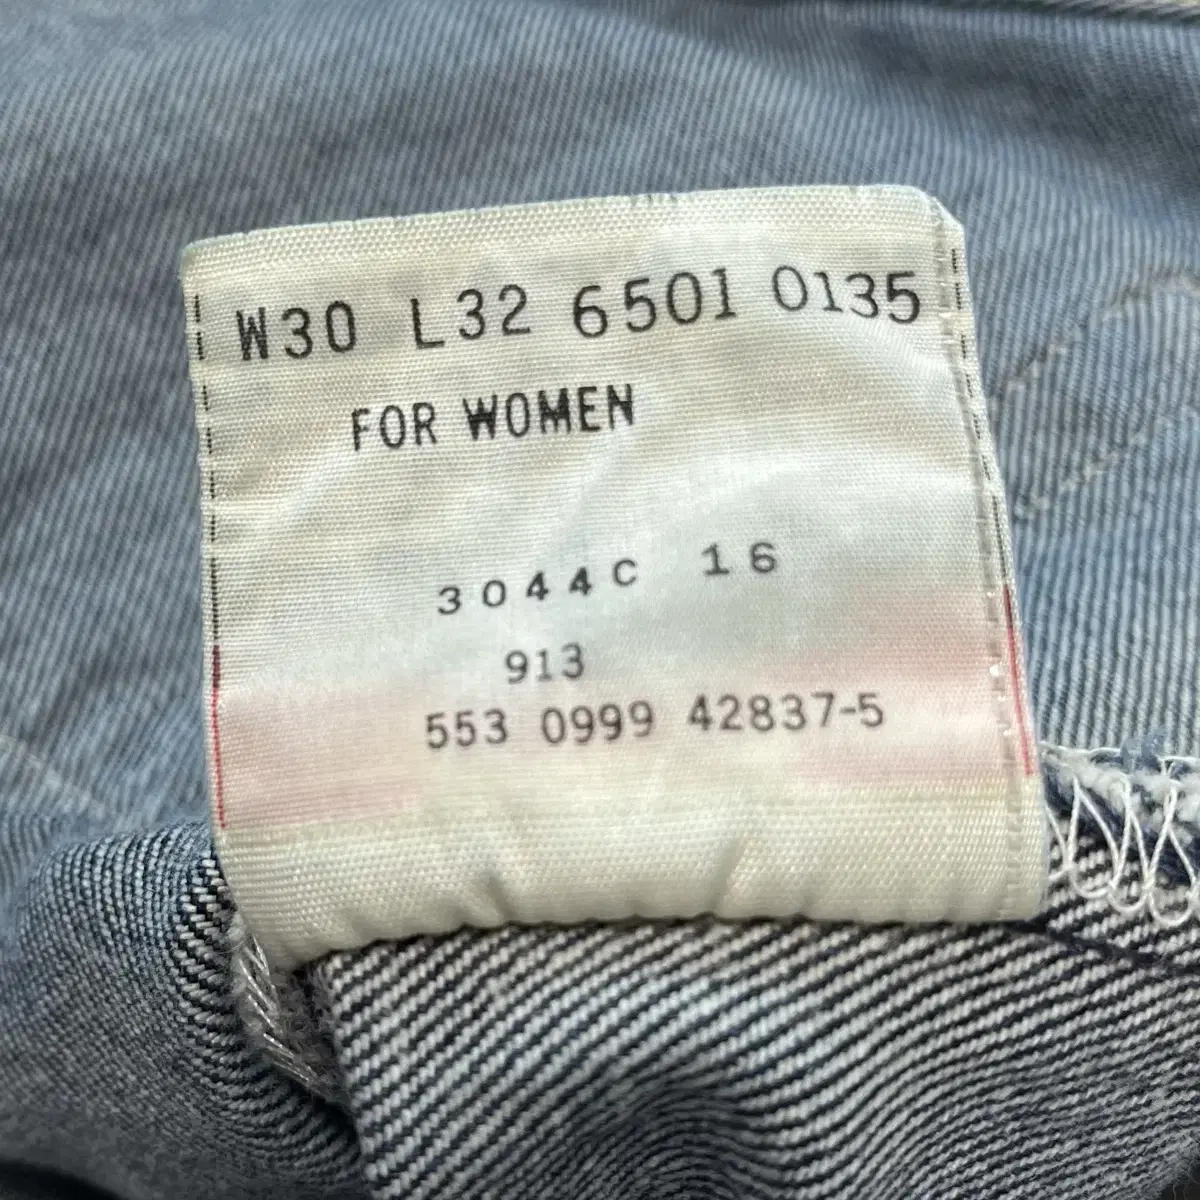 W30 L32 6501 0135
FOR WOMEN
3044C 16
913
553 0999 42837-5